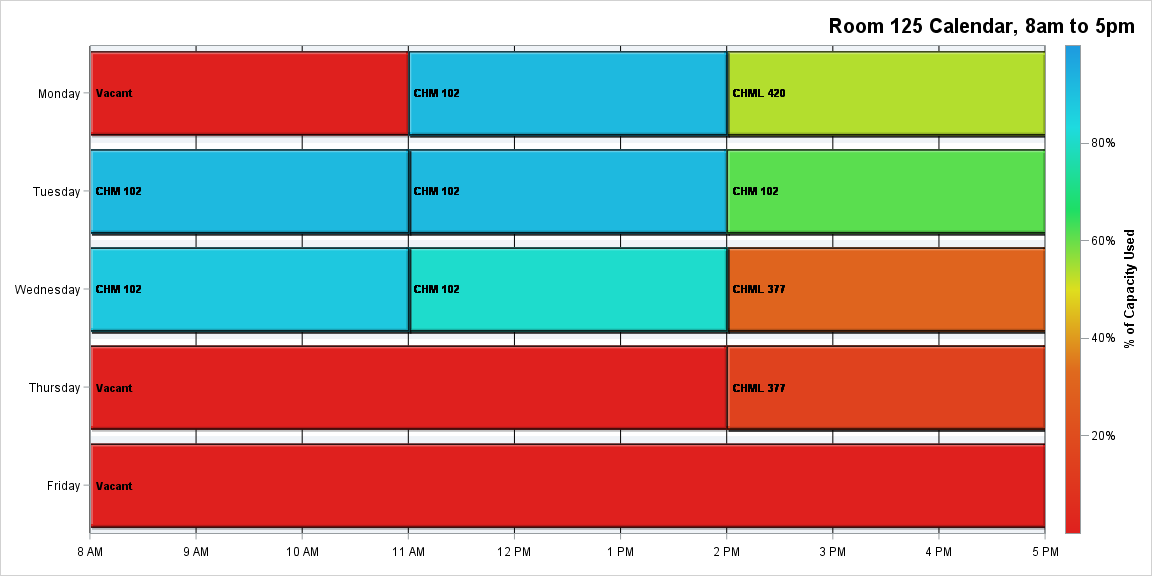 Room 125 Calendar, 8am to 5pm
Monday
Vacant
CHM 102
CHML 420
Tuesday
CHM 102
CHM 102
CHM 102
Wednesday
CHM 102
CHM 102
CHML 377
Thursday
Vacant
CHML 377
Friday
Vacant
8 AM
9 AM
10 AM
11 AM
12 PM
1 PM
2 PM
3 PM
4 PM
5 PM
80%
60%
40%
20%
% of Capacity Used